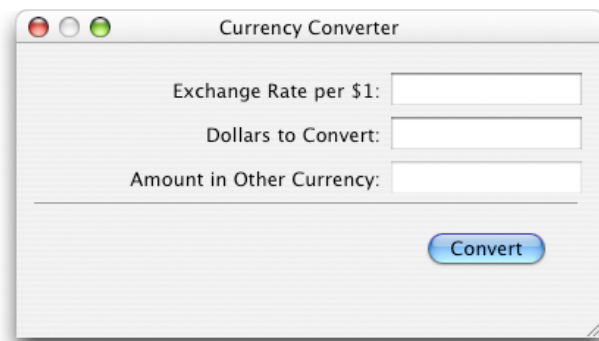 Currency Converter
Exchange Rate per $1:
Dollars to Convert:
Amount in Other Currency:
Convert